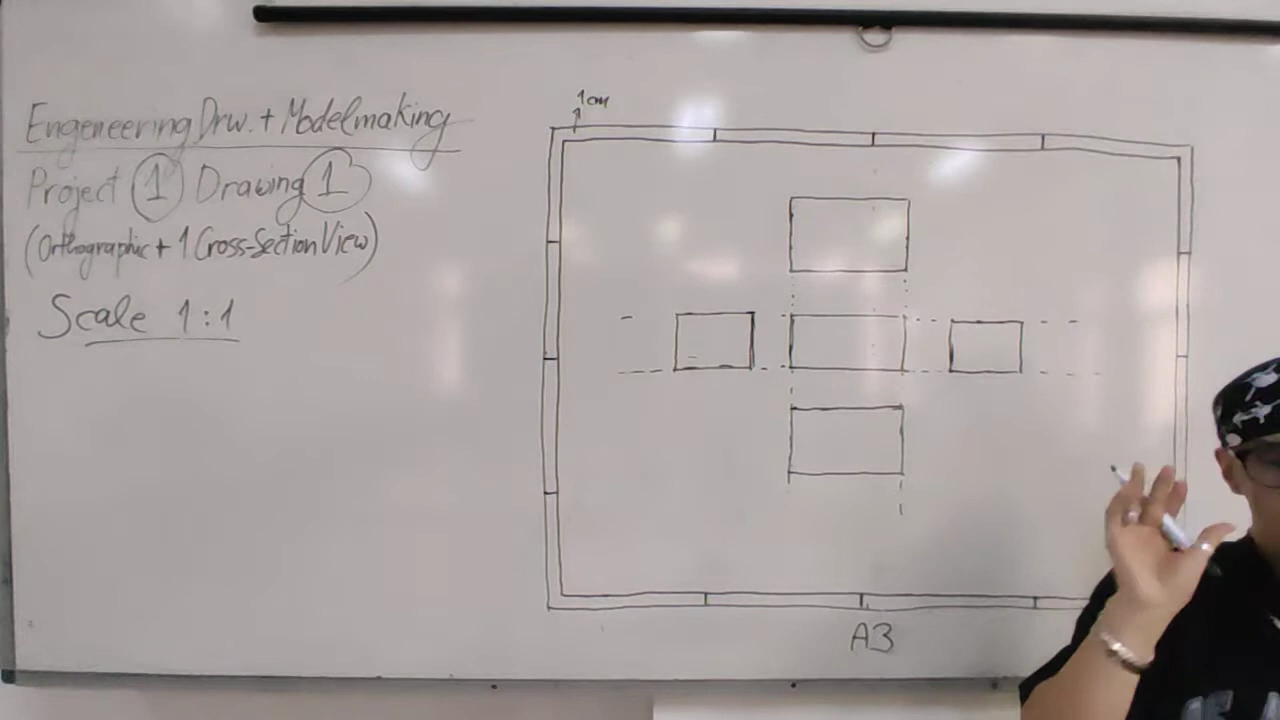 Engeneering Drw. + Modelmaking
Project 1 Drawing 1
(Orthographic + 1 Cross-Section View)
Scale 1:1
1cm
A3